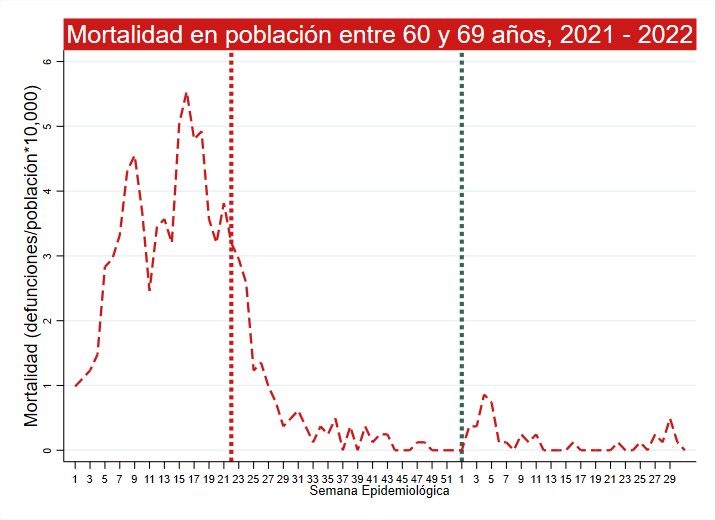 Mortalidad en población entre 60 y 69 años, 2021 - 2022
Mortalidad (defunciones/población*10,000)
6
5
4
3
2
1
0
1 3 5 7 9 11 13 15 17 19 21 23 25 27 29 31 33 35 37 39 41 43 45 47 49 51 1 3 5 7 9 11 13 15 17 19 21 23 25 27 29
Semana Epidemiológica